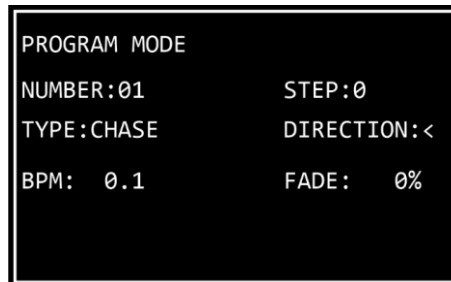 PROGRAM MODE
NUMBER:01 STEP:0
TYPE:CHASE DIRECTION:<
BPM: 0.1 FADE: 0%